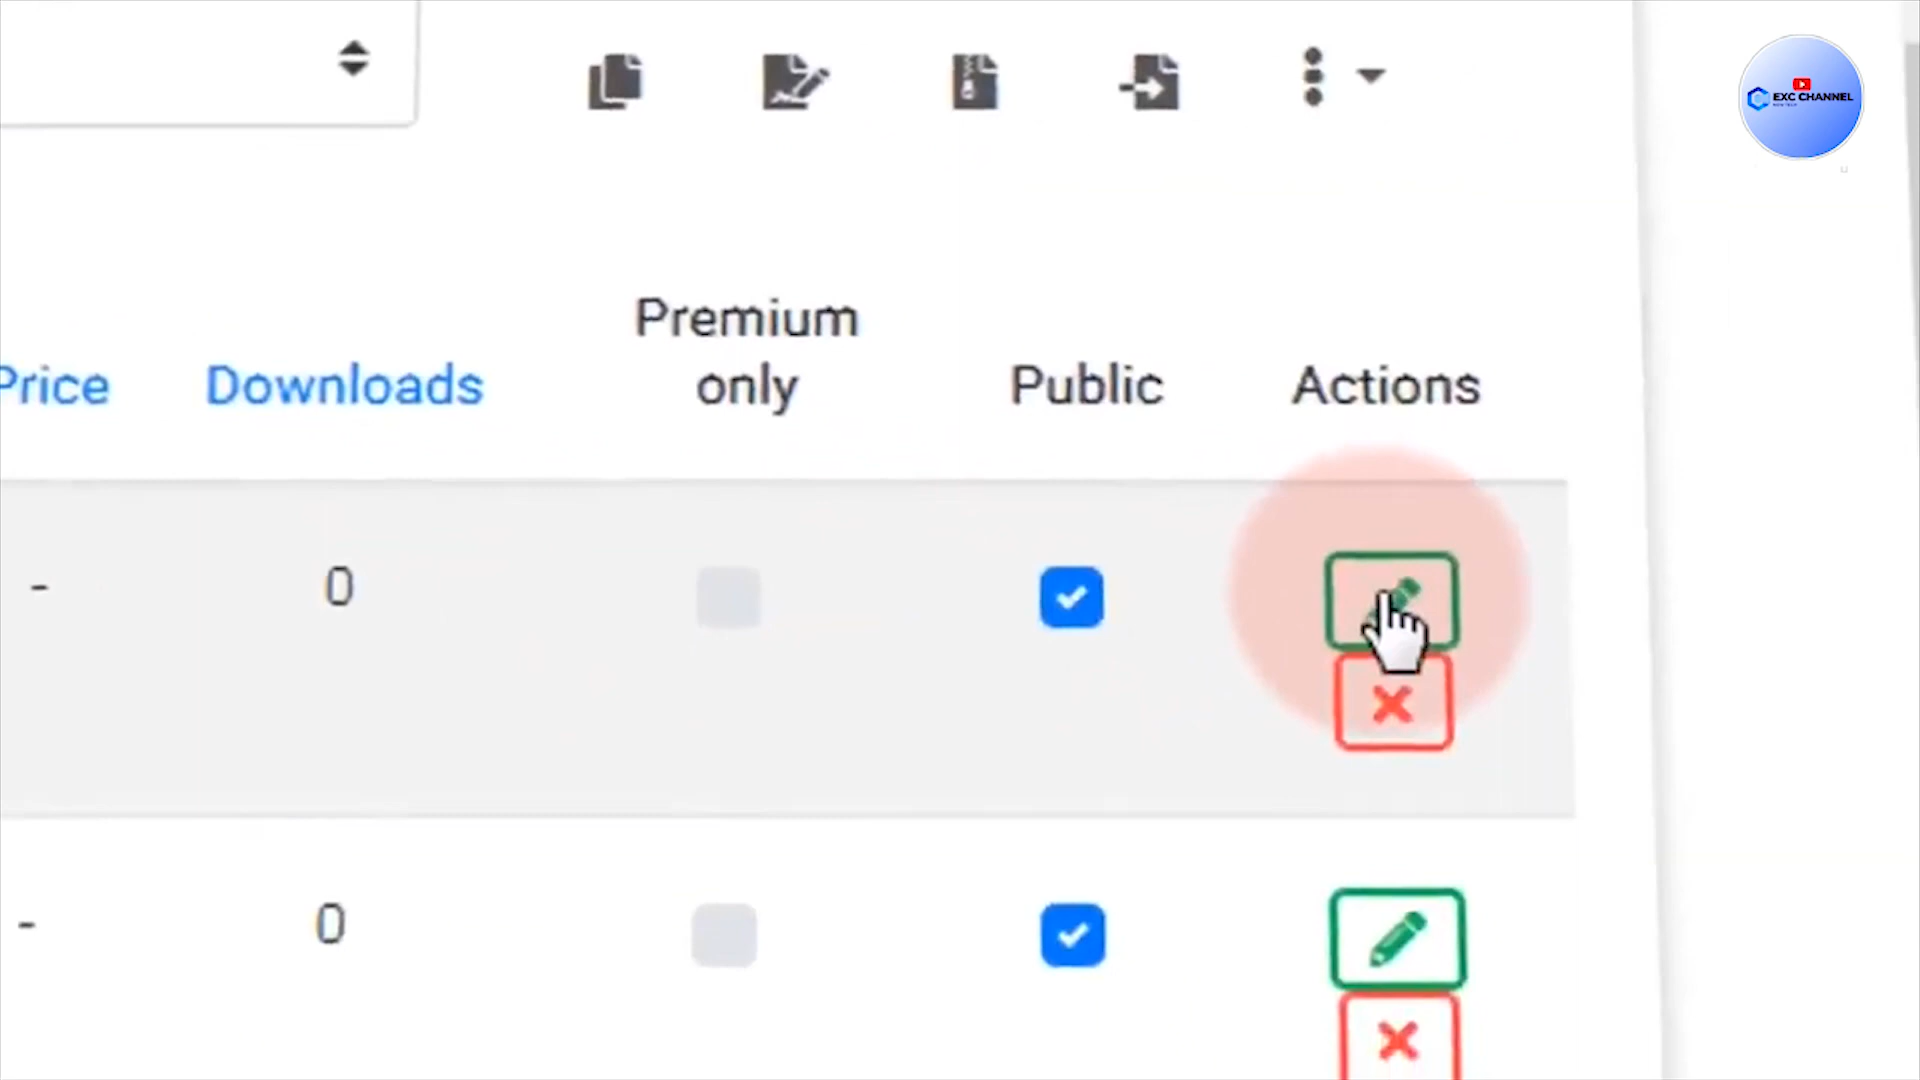 EXC CHANNEL
Premium
Price Downloads only Public Actions
- 0
- 0